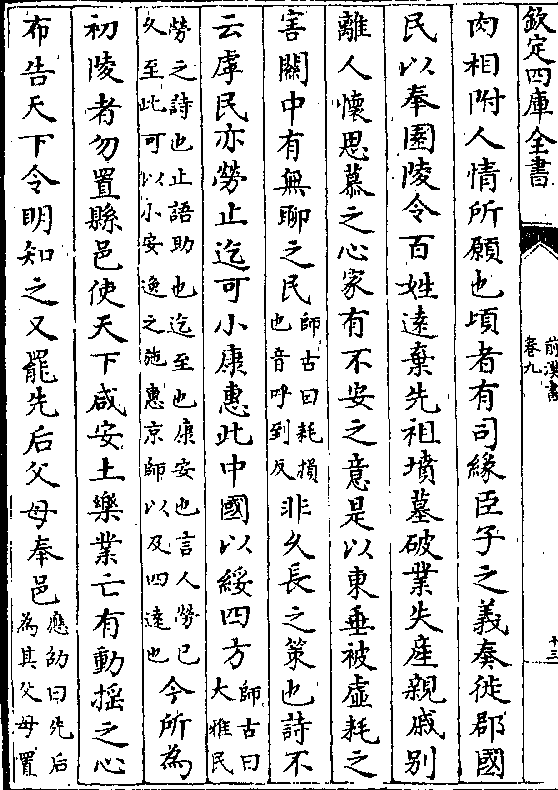 欽定四庫全書
前漢書
卷九
十三
肉相附人情所願也頃者有司緣臣子之義奏徙郡國
民以奉園陵令百姓遠棄先祖墳墓破業失産親戚別
離人懷思慕之心家有不安之意是以東垂被虛耗之
害關中有無聊之民師古曰耗損也音呼到反非久長之策也詩不
云虖民亦勞止迄可小康惠此中國以綏四方師古曰大雅民
勞之詩也止語助也迄至也康安也言人勞已久至此可以小安逸之施惠京師以及四逺也今所為
初陵者勿置縣邑使天下咸安土樂業亡有動揺之心
布告天下令明知之又罷先后父母奉邑應劭曰先后為其父母置